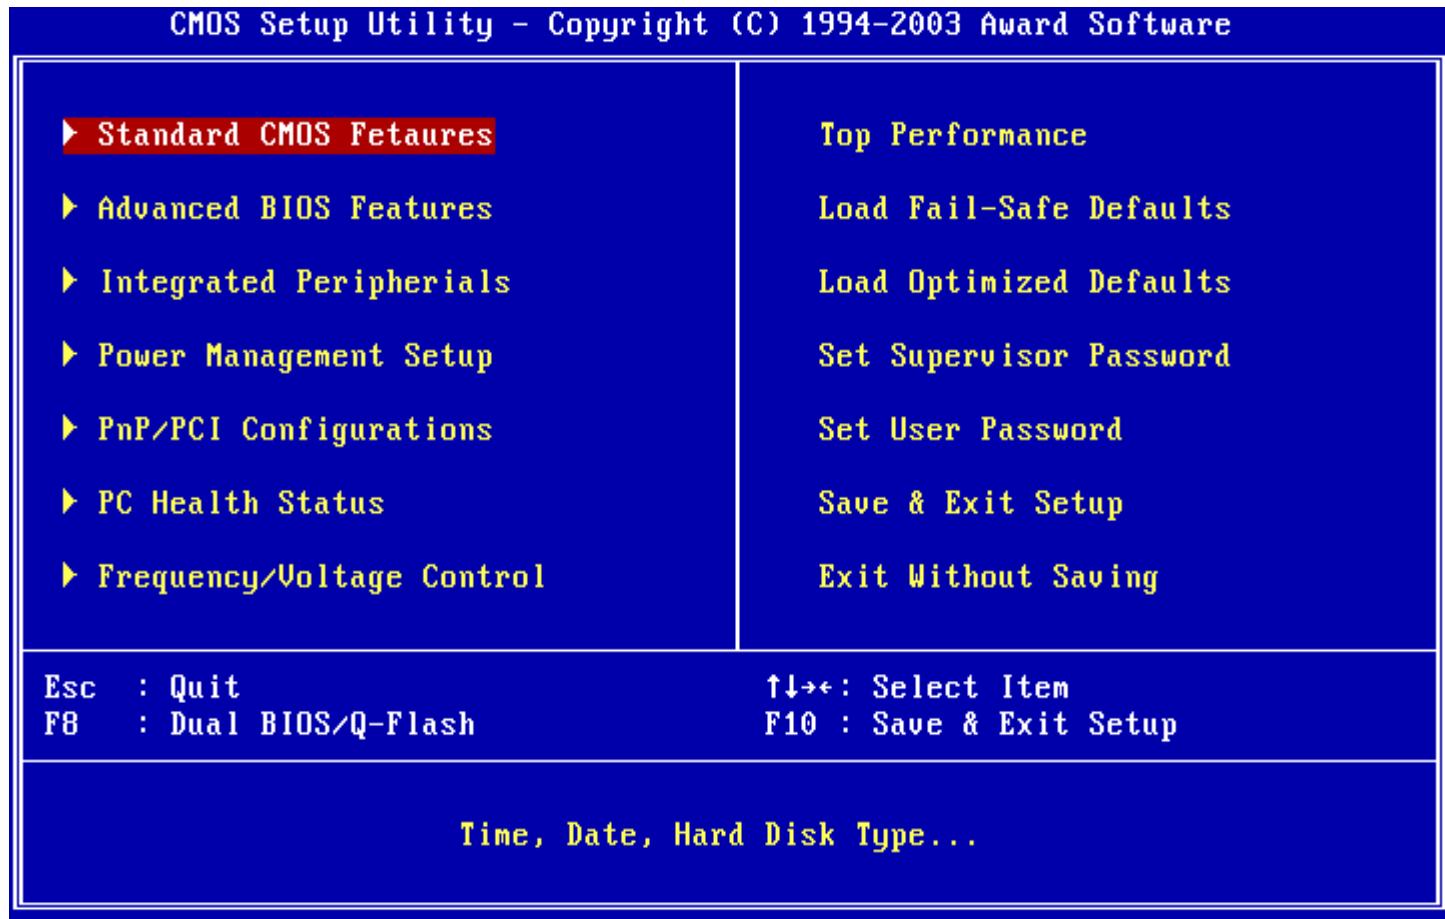 CMOS Setup Utility - Copyright (C) 1994-2003 Award Software
Standard CMOS Fetaures
Advanced BIOS Features
Integrated Peripherials
Power Management Setup
PnP/PCI Configurations
PC Health Status
Frequency/Voltage Control
Top Performance
Load Fail-Safe Defaults
Load Optimized Defaults
Set Supervisor Password
Set User Password
Save & Exit Setup
Exit Without Saving
Esc : Quit
F8 : Dual BIOS/Q-Flash
↑↓→←: Select Item
F10 : Save & Exit Setup
Time, Date, Hard Disk Type...